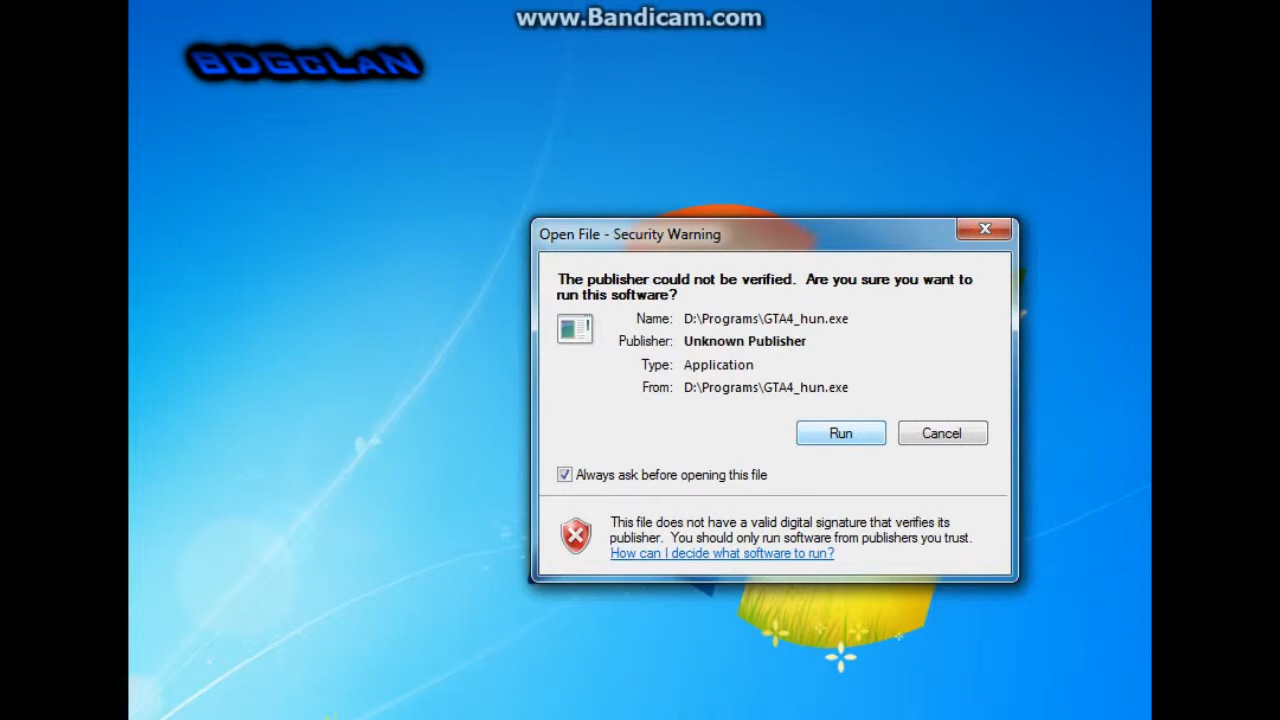 www.Bandicam.com
BDGcLAN
Open File - Security Warning
The publisher could not be verified. Are you sure you want to
run this software?
Name: D:\Programs\GTA4_hun.exe
Publisher: Unknown Publisher
Type: Application
From: D:\Programs\GTA4_hun.exe
Run Cancel
Always ask before opening this file
This file does not have a valid digital signature that verifies its
publisher. You should only run software from publishers you trust.
How can I decide what software to run?